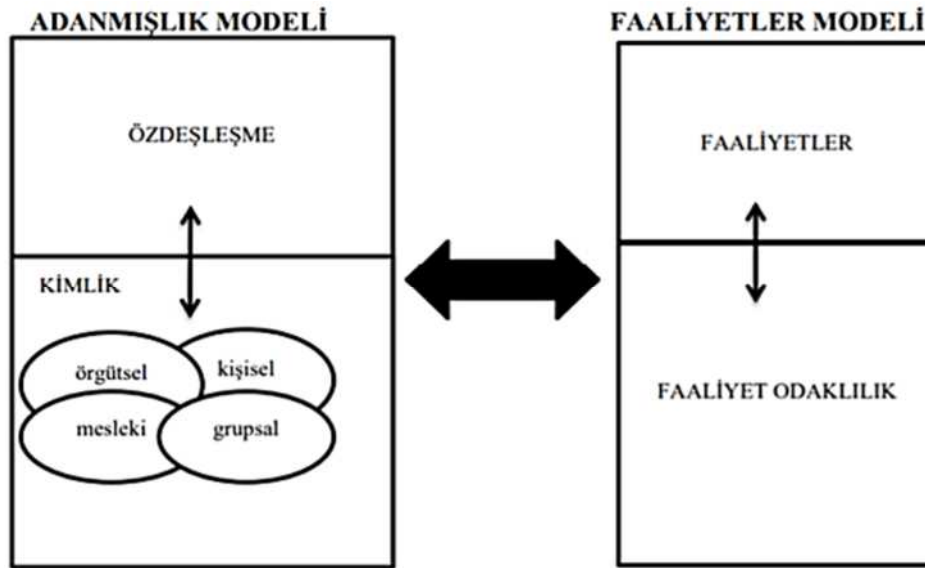 ADANMIŞLIK MODELİ
ÖZDEŞLEŞME
KİMLİK
örgütsel
kişisel
mesleki
grupsal
FAALİYETLER MODELİ
FAALİYETLER
FAALİYET ODAKLILIK